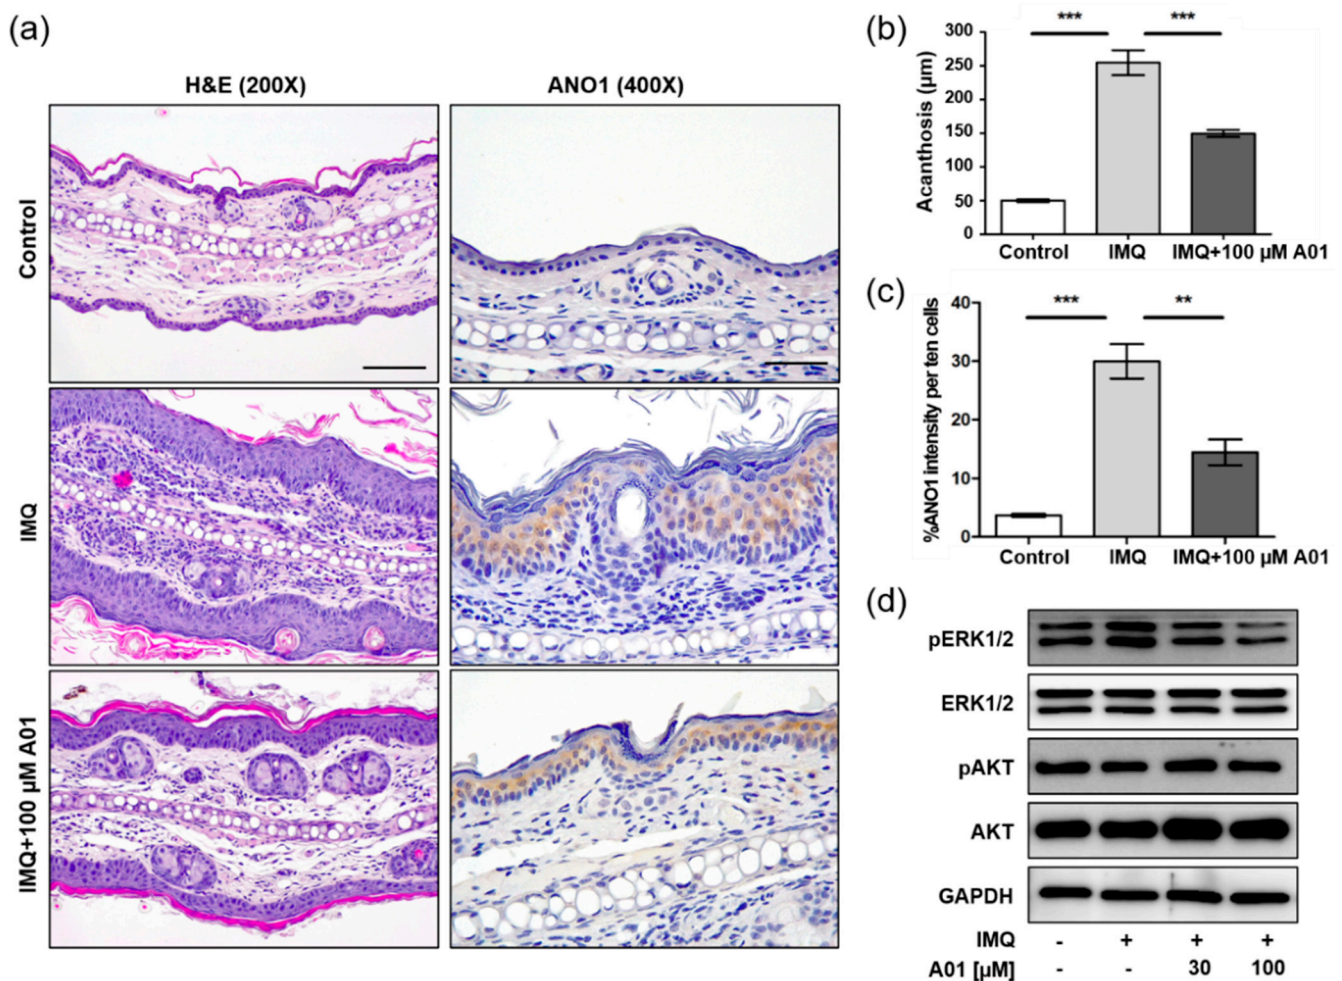 (a)
H&E (200X) ANO1 (400X)
Control
IMQ
IMQ+100 µM A01
(b)
*** ***
Acanthosis (µm)
300
250
200
150
100
50
0
Control IMQ IMQ+100 µM A01
(c)
*** **
%ANO1 intensity per ten cells
40
30
20
10
0
Control IMQ IMQ+100 µM A01
(d)
pERK1/2
ERK1/2
pAKT
AKT
GAPDH
IMQ - + + +
A01 [µM] - - 30 100